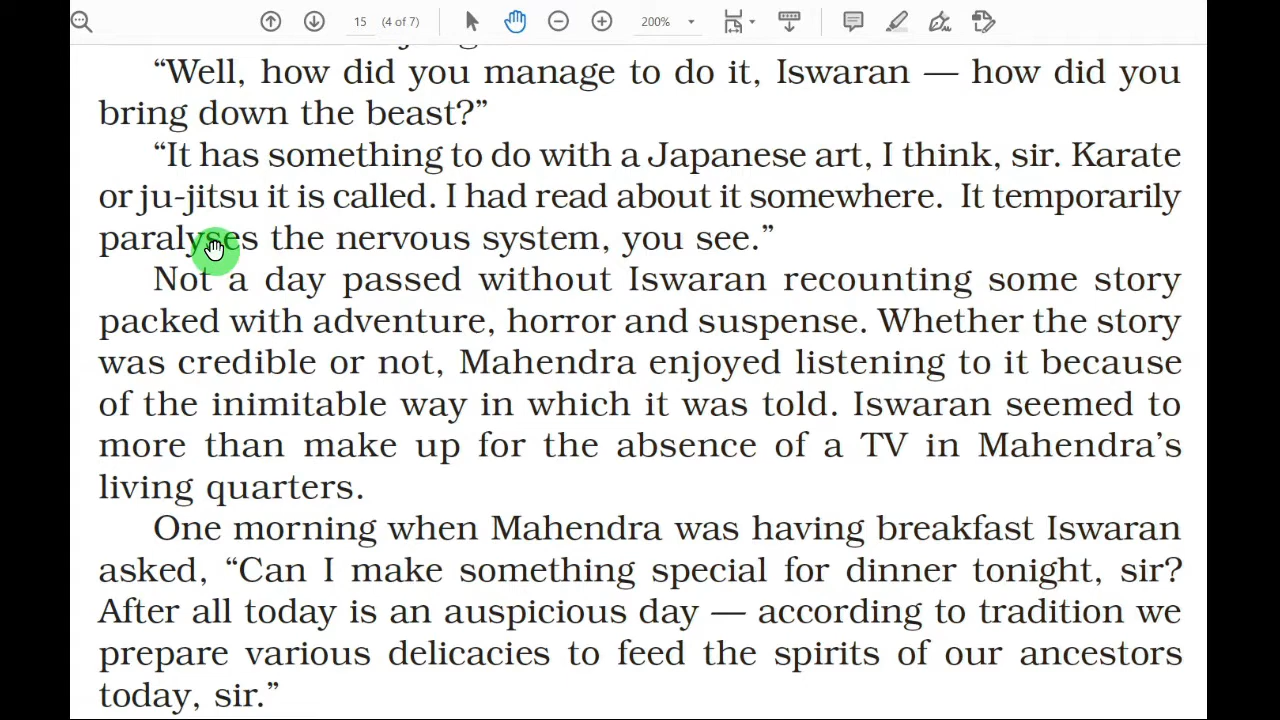 15 (4 of 7) 200%
“Well, how did you manage to do it, Iswaran — how did you
bring down the beast?”
“It has something to do with a Japanese art, I think, sir. Karate
or ju-jitsu it is called. I had read about it somewhere. It temporarily
paralyses the nervous system, you see.”
Not a day passed without Iswaran recounting some story
packed with adventure, horror and suspense. Whether the story
was credible or not, Mahendra enjoyed listening to it because
of the inimitable way in which it was told. Iswaran seemed to
more than make up for the absence of a TV in Mahendra’s
living quarters.
One morning when Mahendra was having breakfast Iswaran
asked, “Can I make something special for dinner tonight, sir?
After all today is an auspicious day — according to tradition we
prepare various delicacies to feed the spirits of our ancestors
today, sir.”